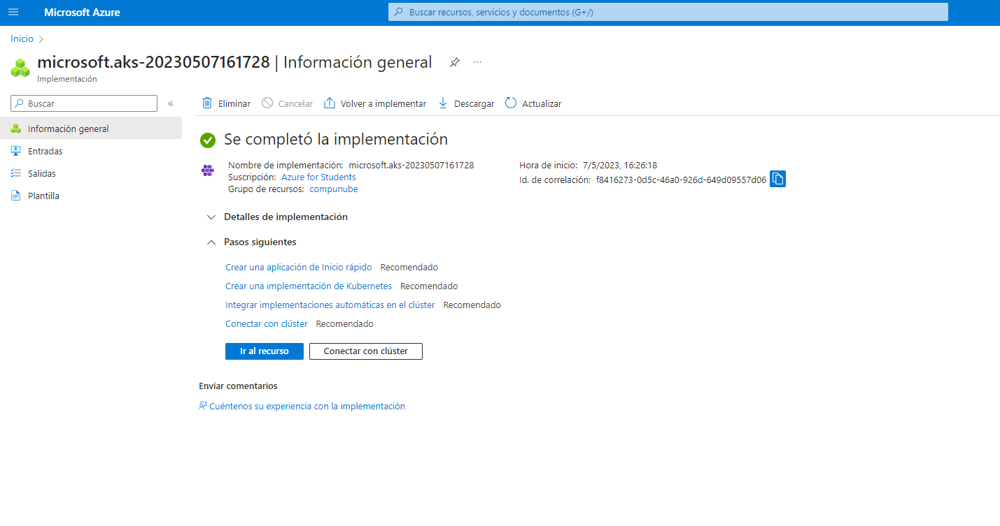 Microsoft Azure
Buscar recursos, servicios y documentos (G+/)
Inicio
microsoft.aks-20230507161728 | Información general
Implementación
Buscar
Información general
Entradas
Salidas
Plantilla
Eliminar Cancelar Volver a implementar Descargar Actualizar
Se completó la implementación
Nombre de implementación: microsoft.aks-20230507161728
Suscripción: Azure for Students
Grupo de recursos: compunube
Hora de inicio: 7/5/2023, 16:26:18
Id. de correlación: f8416273-0d5c-46a0-926d-649d09557d06
Detalles de implementación
Pasos siguientes
Crear una aplicación de Inicio rápido Recomendado
Crear una implementación de Kubernetes Recomendado
Integrar implementaciones automáticas en el clúster Recomendado
Conectar con clúster Recomendado
Ir al recurso Conectar con clúster
Enviar comentarios
Cuéntenos su experiencia con la implementación